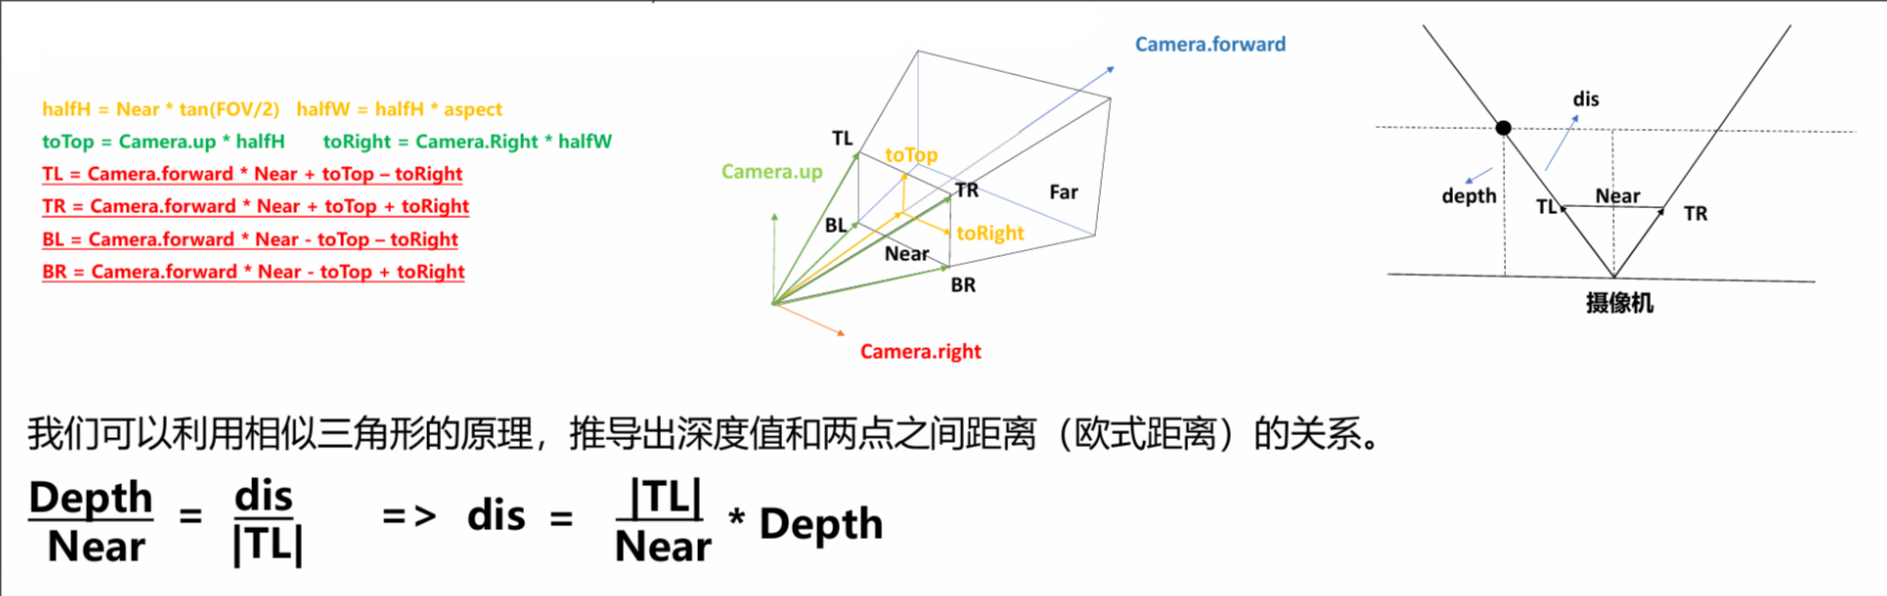 halfH = Near * tan(FOV/2)   halfW = halfH * aspect
toTop = Camera.up * halfH   toRight = Camera.Right * halfW
TL = Camera.forward * Near + toTop – toRight
TR = Camera.forward * Near + toTop + toRight
BL = Camera.forward * Near - toTop – toRight
BR = Camera.forward * Near - toTop + toRight
Camera.forward
TL
toTop
Camera.up
TR
Far
BL
toRight
Near
BR
Camera.right
dis
depth
Near
TL
TR
摄像机
我们可以利用相似三角形的原理，推导出深度值和两点之间距离（欧式距离）的关系。
Depth/Near = dis/|TL|   =>   dis = |TL|/Near * Depth